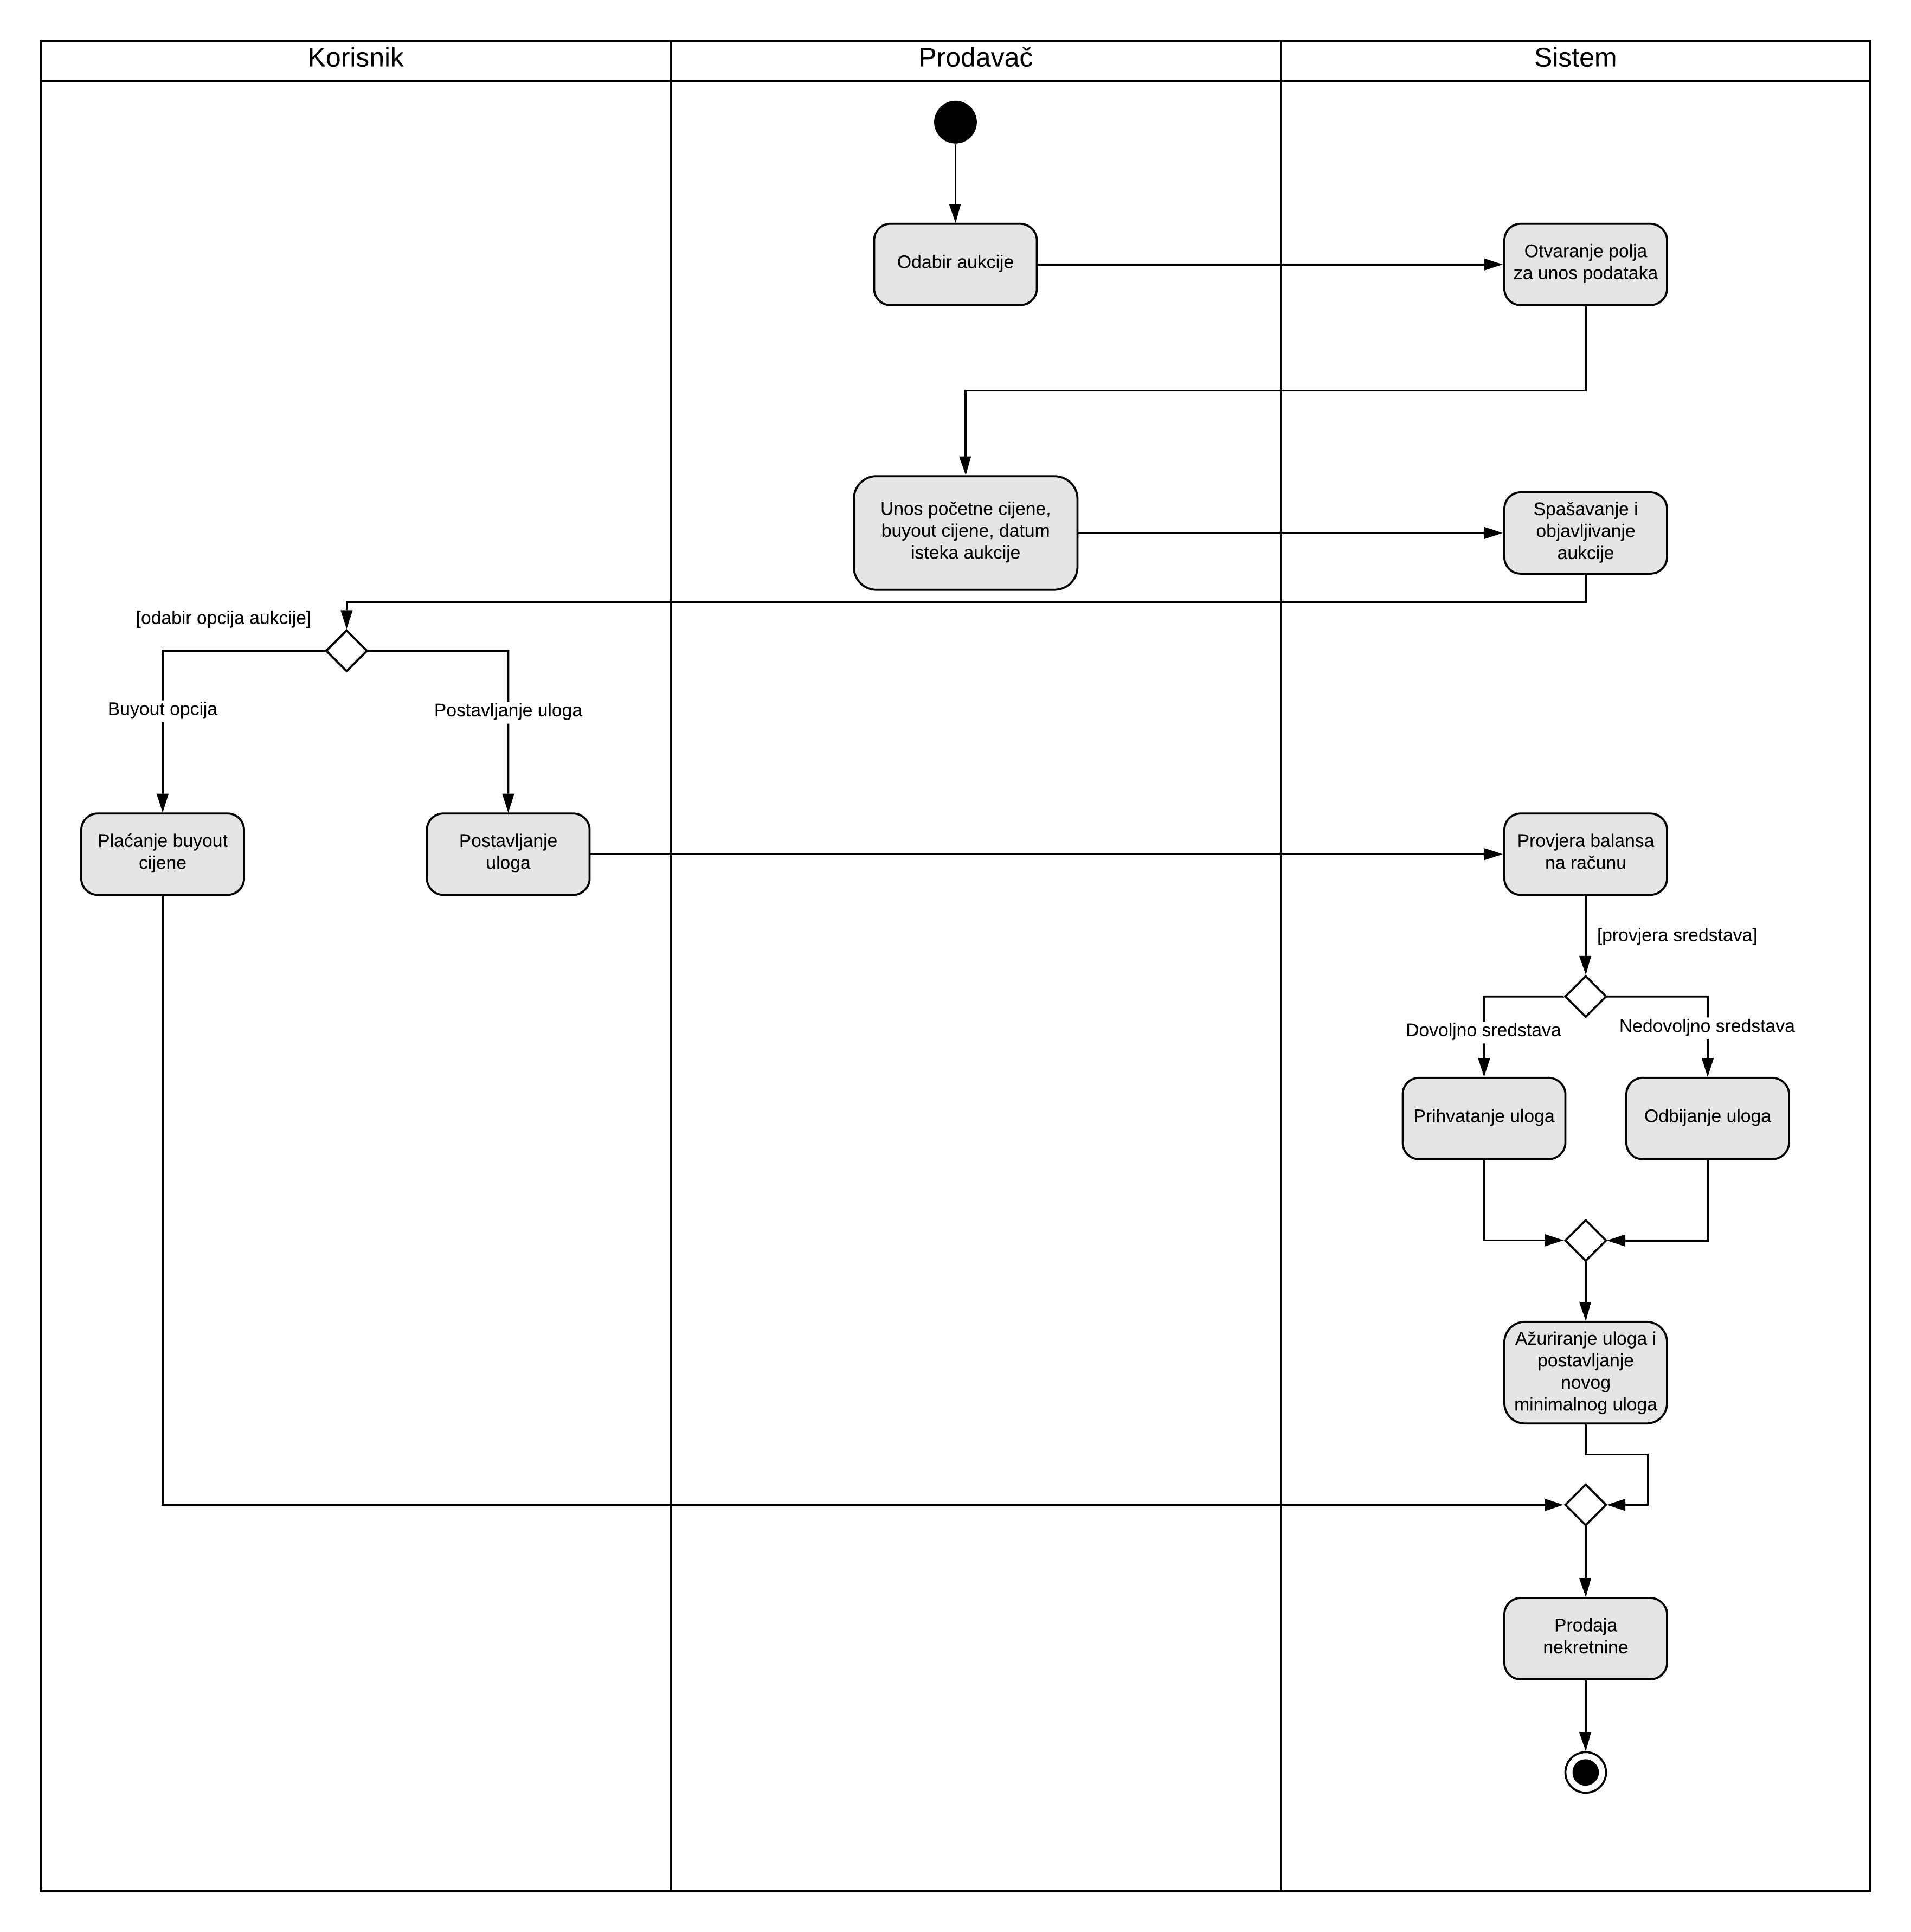 Korisnik
Prodavač
Sistem
Odabir aukcije
Otvaranje polja
za unos podataka
Unos početne cijene,
buyout cijene, datum
isteka aukcije
Spašavanje i
objavljivanje
aukcije
[odabir opcija aukcije]
Buyout opcija
Postavljanje uloga
Plaćanje buyout
cijene
Postavljanje
uloga
Provjera balansa
na računu
[provjera sredstava]
Dovoljno sredstava
Nedovoljno sredstava
Prihvatanje uloga
Odbijanje uloga
Ažuriranje uloga i
postavljanje
novog
minimalnog uloga
Prodaja
nekretnine